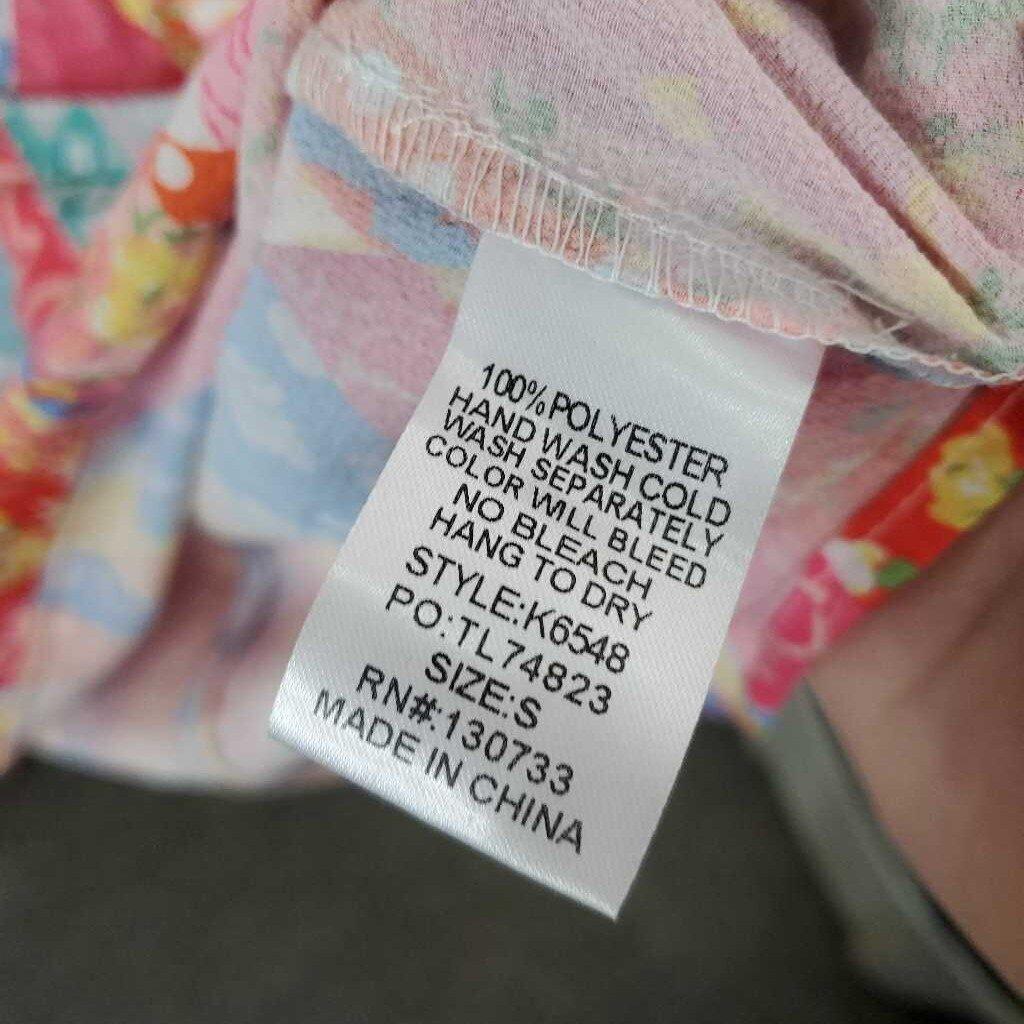 100%POLYESTER
HAND WASH COLD
WASH SEPARATELY
COLOR WILL BLEED
NO BLEACH
HANG TO DRY
STYLE:K6548
PO:TL74823
SIZE:S
RN#:130733
MADE IN CHINA